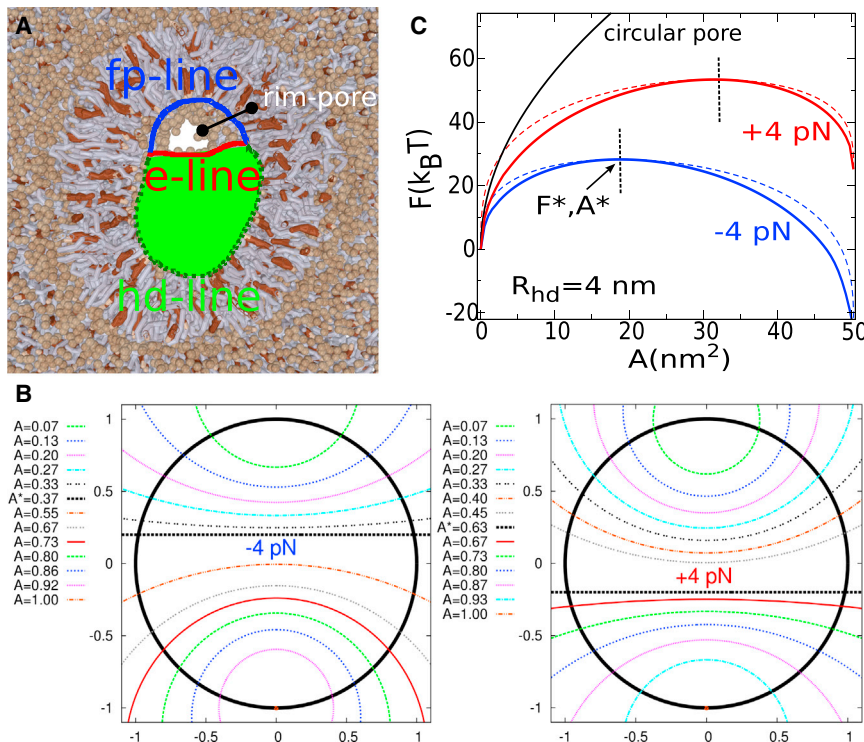 A
fp-line
rim-pore
e-line
hd-line
C
circular pore
+4 pN
-4 pN
F*,A*
R_hd=4 nm
F(k_BT)
60
40
20
0
-20
0 10 20 30 40 50
A(nm²)
B
A=0.07
A=0.13
A=0.20
A=0.27
A=0.33
A*=0.37
A=0.55
A=0.67
A=0.73
A=0.80
A=0.86
A=0.92
A=1.00
1
0.5
0
-0.5
-1
-4 pN
-1 -0.5 0 0.5 1
A=0.07
A=0.13
A=0.20
A=0.27
A=0.33
A=0.40
A=0.45
A*=0.63
A=0.67
A=0.73
A=0.80
A=0.87
A=0.93
A=1.00
1
0.5
0
-0.5
-1
+4 pN
-1 -0.5 0 0.5 1